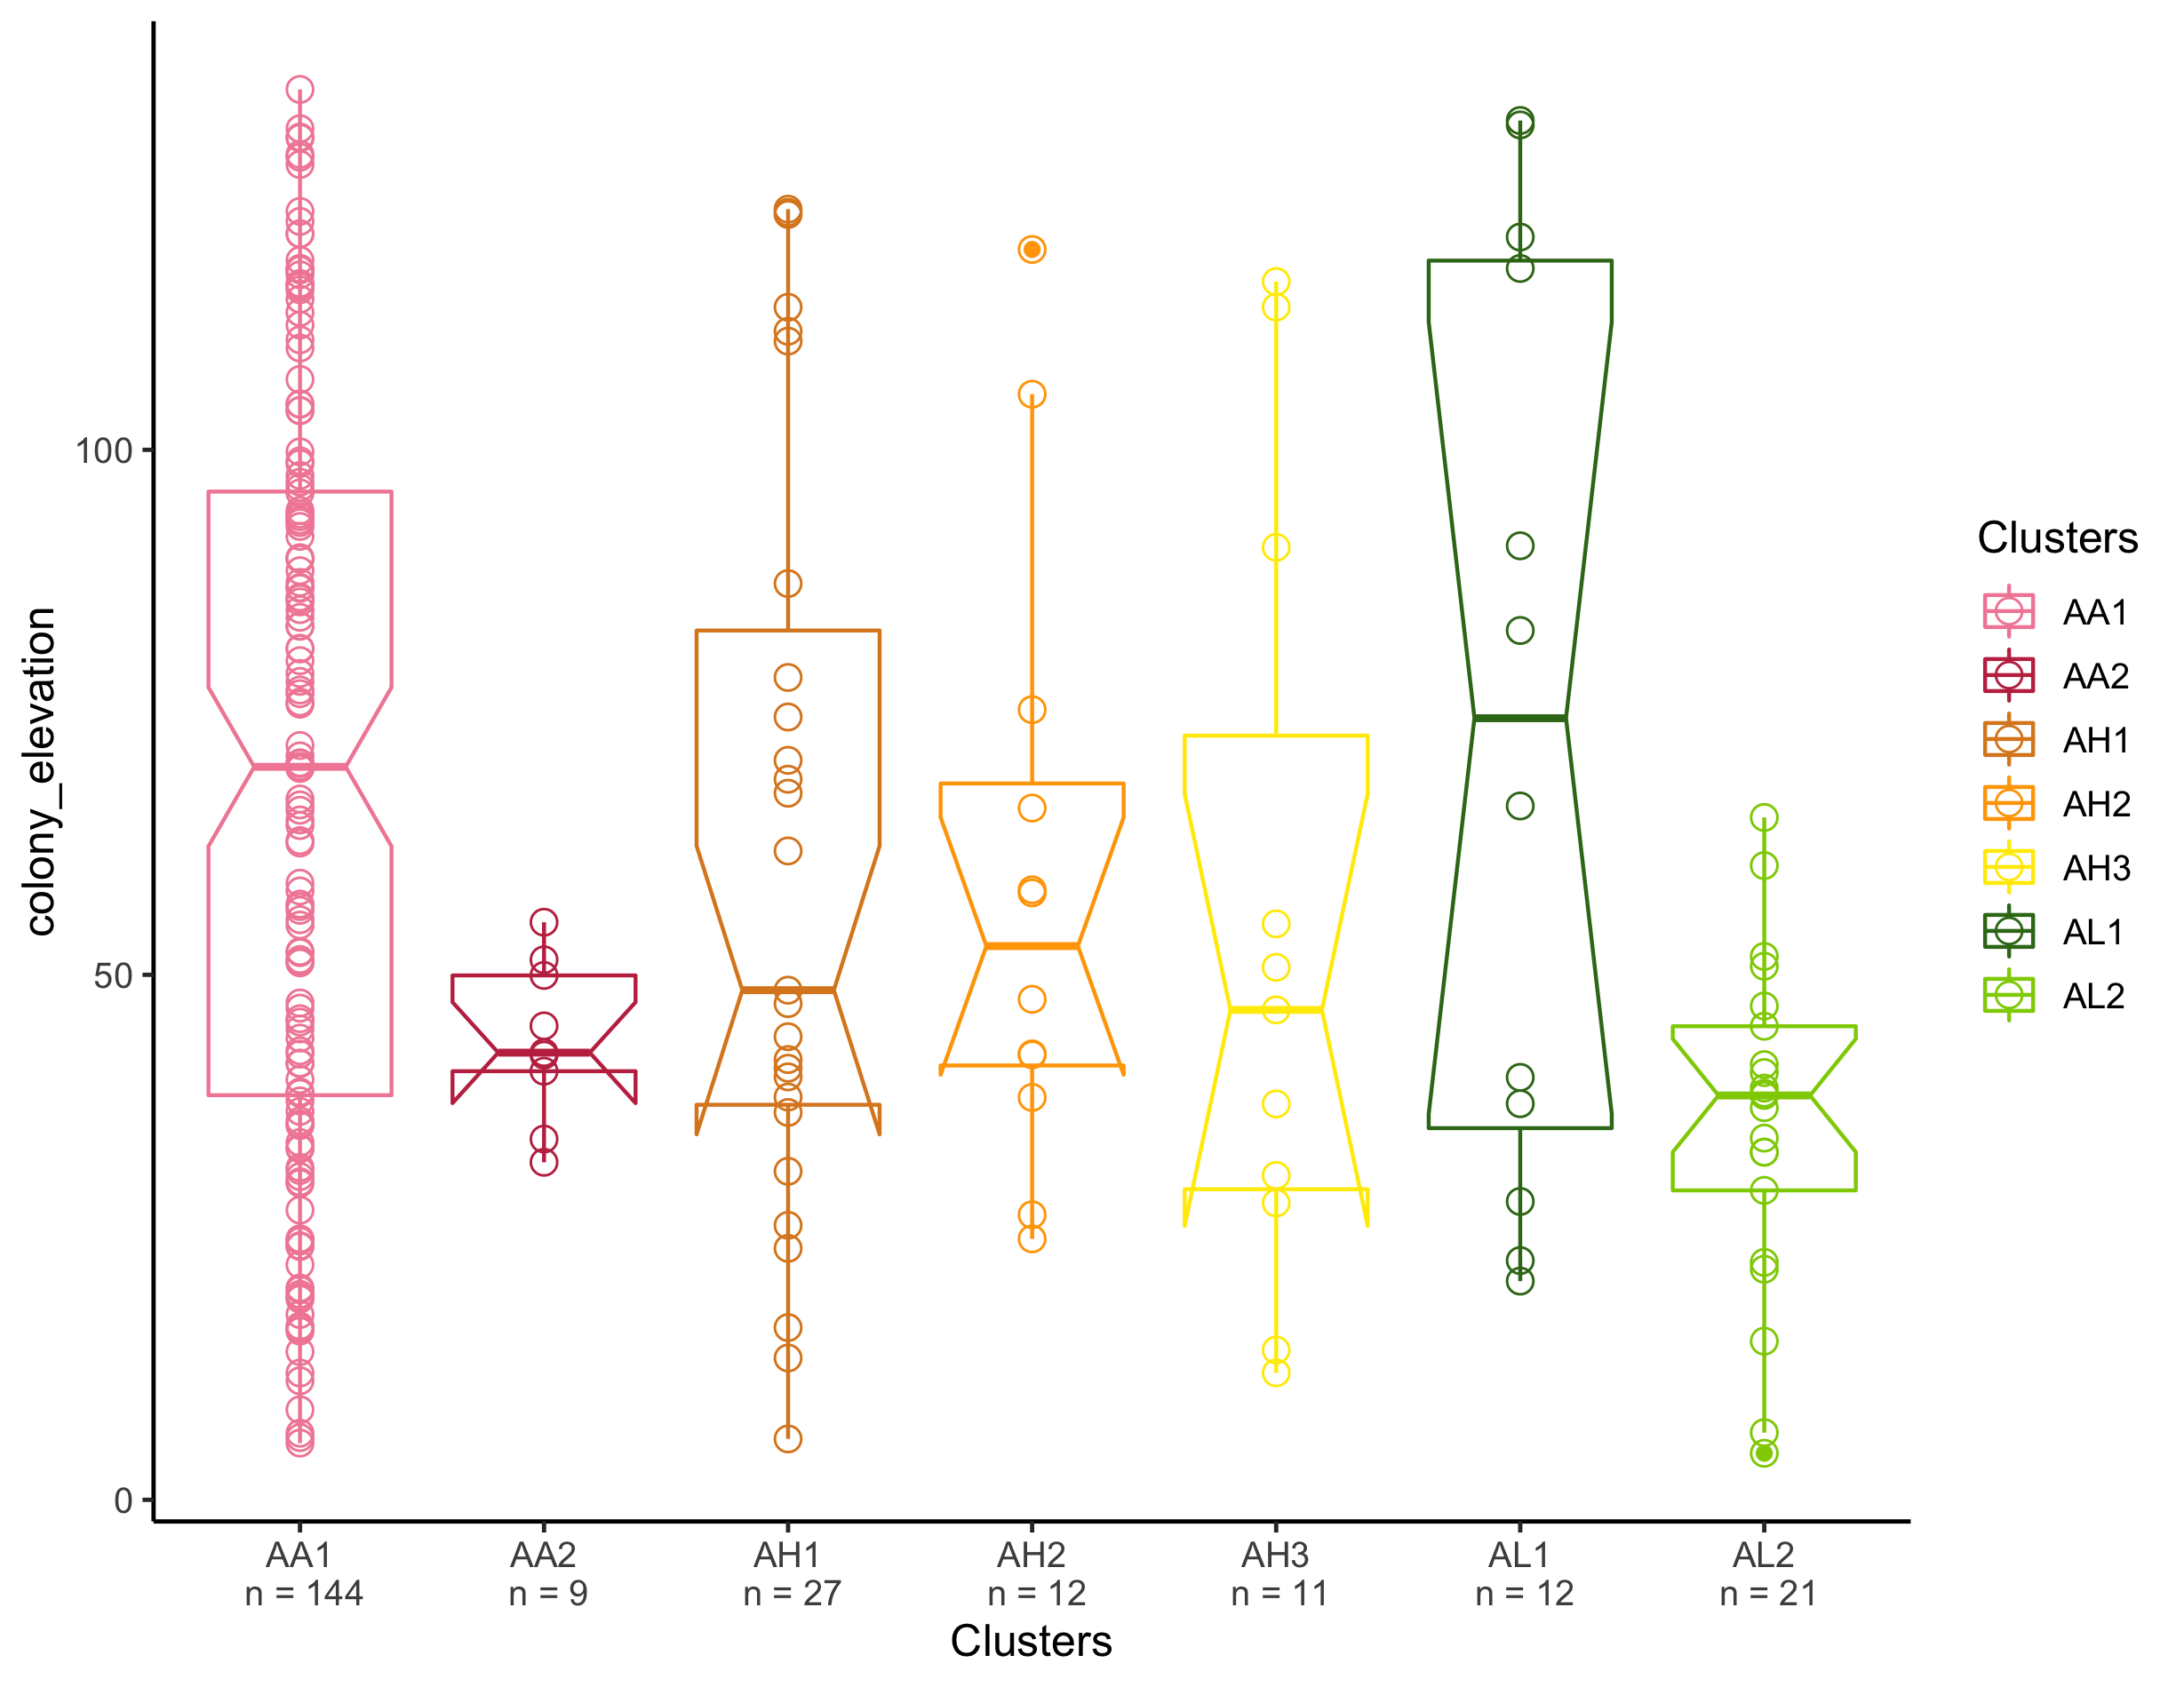 colony_elevation
100
50
0
AA1
n = 144
AA2
n = 9
AH1
n = 27
AH2
n = 12
AH3
n = 11
AL1
n = 12
AL2
n = 21
Clusters
Clusters
AA1
AA2
AH1
AH2
AH3
AL1
AL2